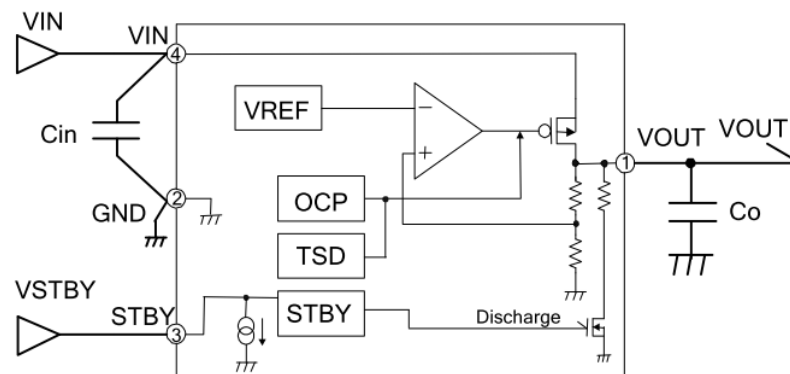 VIN
VIN
4
VREF
−
+
VOUT
VOUT
1
Cin
2
GND
OCP
Co
TSD
VSTBY
STBY
3
STBY
Discharge